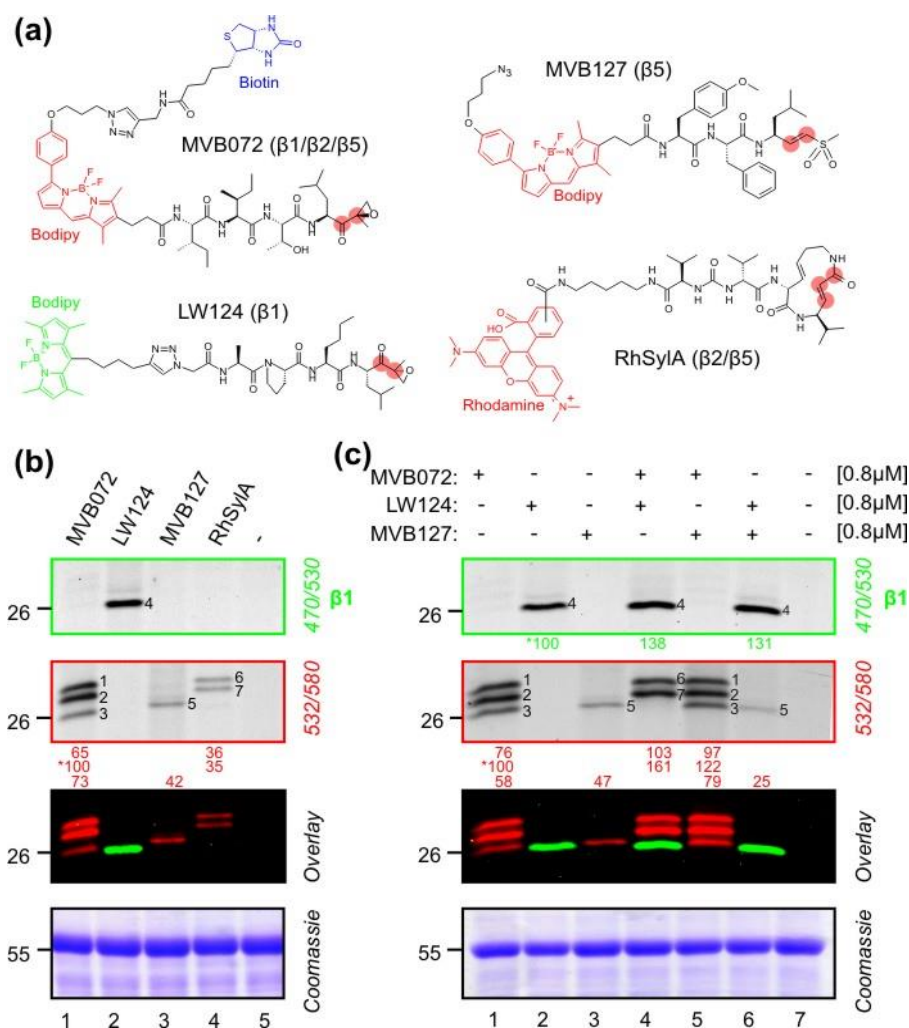 (a)
Biotin
MVB072 (β1/β2/β5)
Bodipy
MVB127 (β5)
Bodipy
Bodipy
LW124 (β1)
RhSylA (β2/β5)
Rhodamine
(b)
MVB072
LW124
MVB127
RhSylA
-
26
4
470/530
β1
26
1
2
3
5
6
7
532/580
65
*100
73
42
36
35
26
Overlay
55
Coomassie
1 2 3 4 5
(c)
MVB072: + - - + + - - [0.8µM]
LW124: - + - + - + - [0.8µM]
MVB127: - - + - + + - [0.8µM]
26
4 4 4
470/530
β1
*100 138 131
26
1
2
3
5
6
7
1
2
3
5
532/580
76 103 97
*100 161 122
58 47 79 25
26
Overlay
55
Coomassie
1 2 3 4 5 6 7